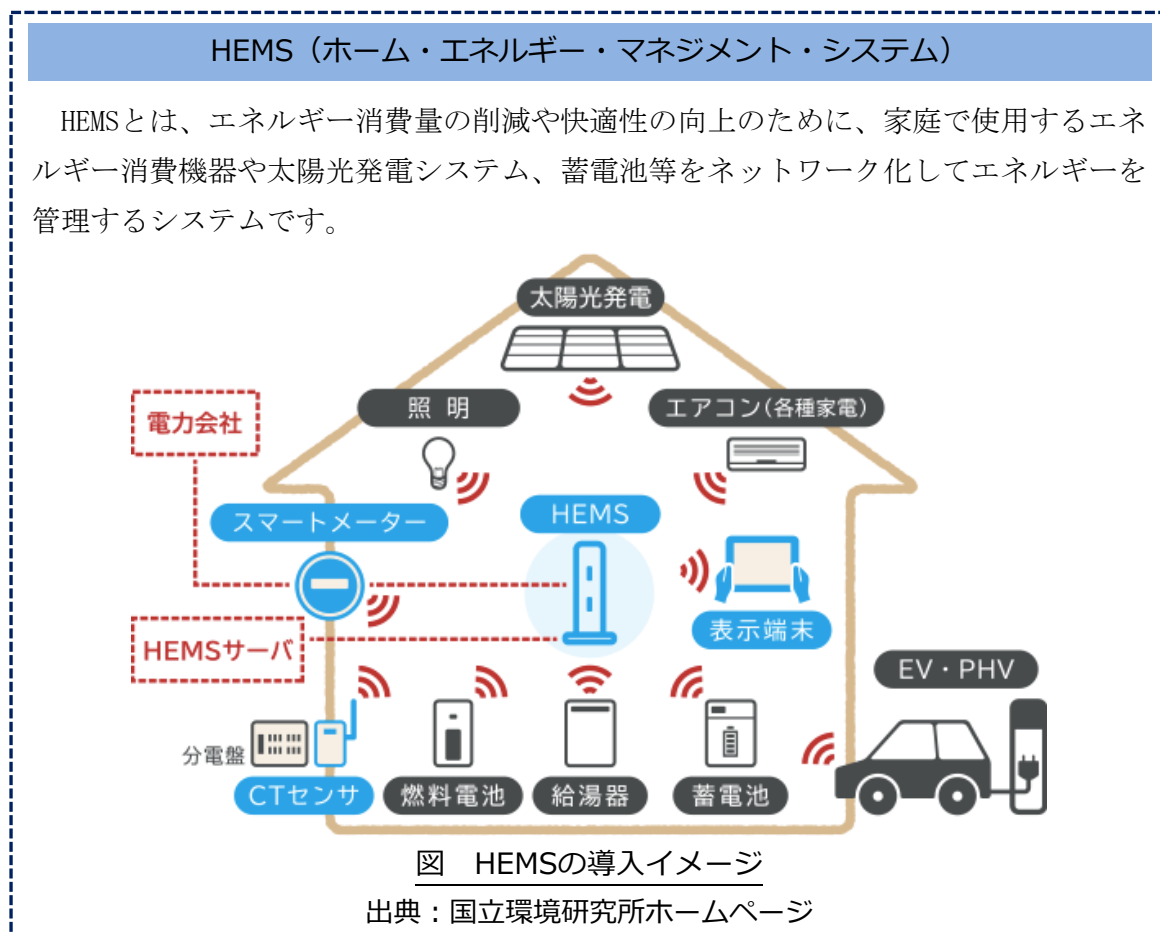 HEMS（ホーム・エネルギー・マネジメント・システム）
HEMSとは、エネルギー消費量の削減や快適性の向上のために、家庭で使用するエネ
ルギー消費機器や太陽光発電システム、蓄電池等をネットワーク化してエネルギーを
管理するシステムです。
太陽光発電
照明
エアコン(各種家電)
電力会社
スマートメーター
HEMS
表示端末
HEMSサーバ
EV・PHV
分電盤
CTセンサ
燃料電池
給湯器
蓄電池
図　HEMSの導入イメージ
出典：国立環境研究所ホームページ